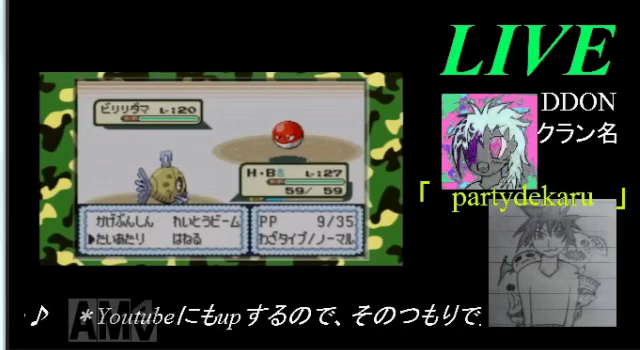 LIVE
DDON
クラン名
「 partydekaru 」
ビリリダマ Lv:20
H・B♂ Lv:27
59/ 59
かげぶんしん れいとうビーム
▶たいあたり はねる
PP 9/35
わざタイプ/ノーマル
♪ *Youtubeにもupするので、そのつもりで
AM